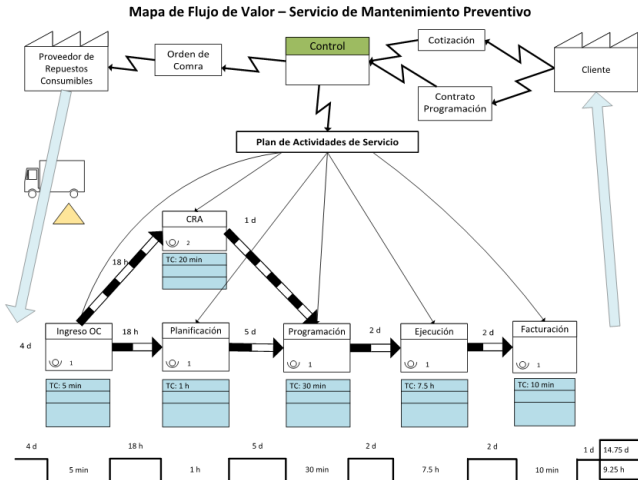 Mapa de Flujo de Valor – Servicio de Mantenimiento Preventivo
Proveedor de
Repuestos
Consumibles
Orden de
Comra
Control
Cotización
Contrato
Programación
Cliente
Plan de Actividades de Servicio
CRA
2
TC: 20 min
1 d
18 h
4 d
Ingreso OC
1
TC: 5 min
18 h
Planificación
1
TC: 1 h
5 d
Programación
1
TC: 30 min
2 d
Ejecución
1
TC: 7.5 h
2 d
Facturación
1
TC: 10 min
4 d
18 h
5 d
2 d
2 d
1 d
14.75 d
5 min
1 h
30 min
7.5 h
10 min
9.25 h